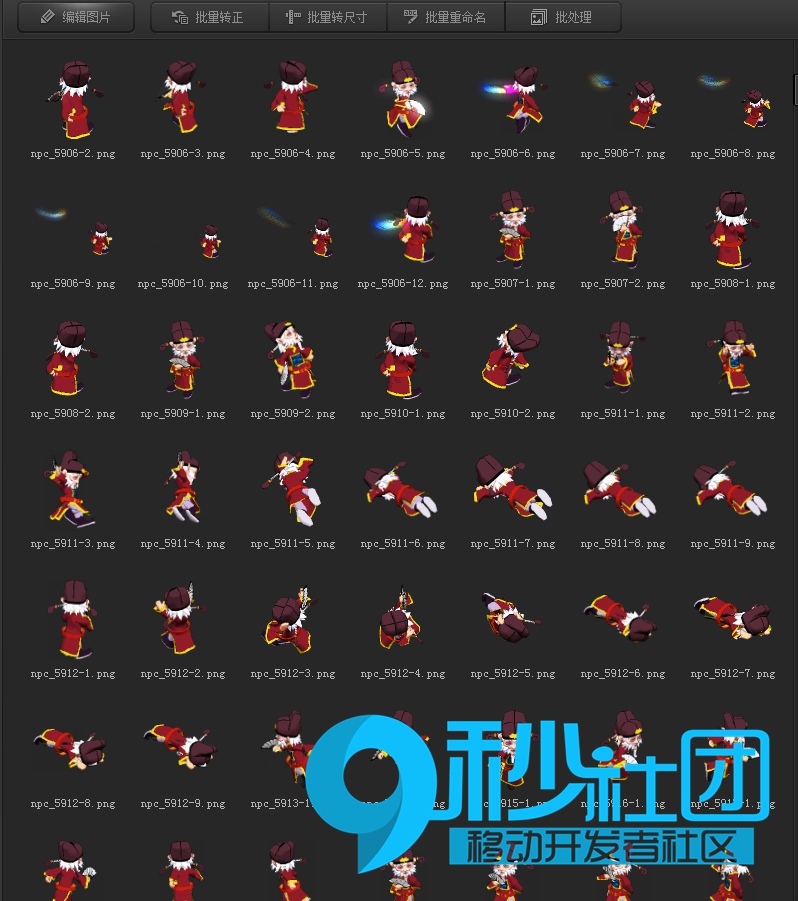 编辑图片 批量转正 批量转尺寸 批量重命名 批处理
npc_5906-2.png npc_5906-3.png npc_5906-4.png npc_5906-5.png npc_5906-6.png npc_5906-7.png npc_5906-8.png
npc_5906-9.png npc_5906-10.png npc_5906-11.png npc_5906-12.png npc_5907-1.png npc_5907-2.png npc_5908-1.png
npc_5908-2.png npc_5909-1.png npc_5909-2.png npc_5910-1.png npc_5910-2.png npc_5911-1.png npc_5911-2.png
npc_5911-3.png npc_5911-4.png npc_5911-5.png npc_5911-6.png npc_5911-7.png npc_5911-8.png npc_5911-9.png
npc_5912-1.png npc_5912-2.png npc_5912-3.png npc_5912-4.png npc_5912-5.png npc_5912-6.png npc_5912-7.png
npc_5912-8.png npc_5912-9.png
9秒社团
移动开发者社区